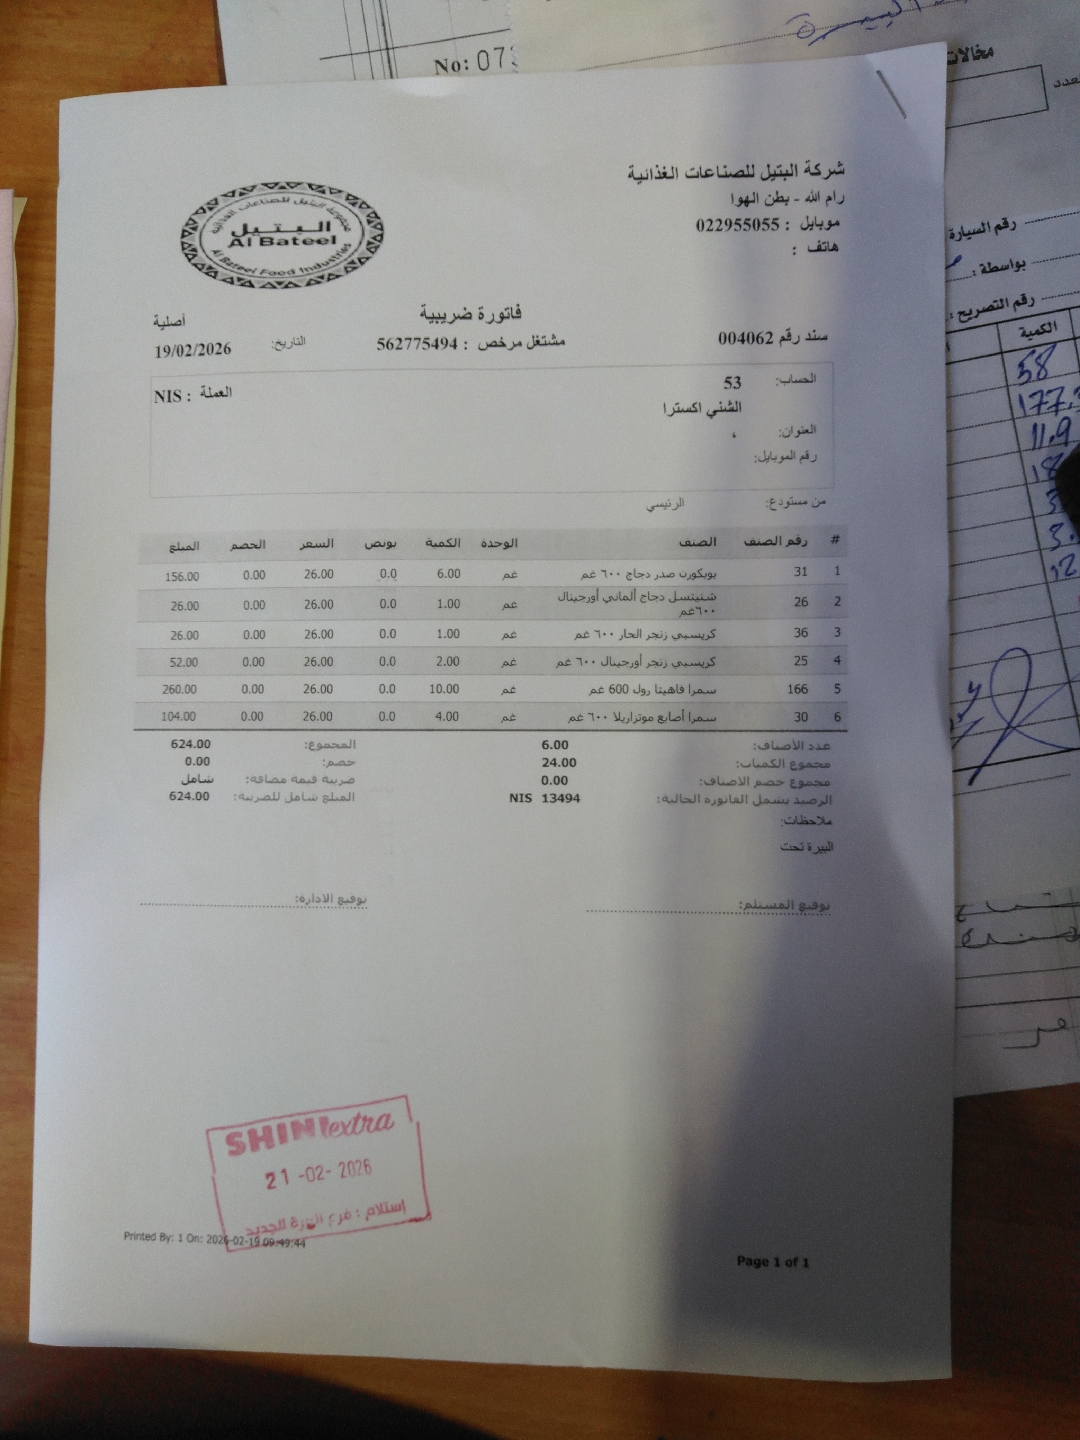 No: 073
مخالات
شركة البتيل للصناعات الغذائية
رام الله - بطن الهوا
موبايل : 022955055
هاتف :
البتيل
Al Bateel
Al Bateel Food Industries
فاتورة ضريبية
أصلية
سند رقم 004062
مشتغل مرخص : 562775494
التاريخ: 19/02/2026
الحساب: 53
العملة : NIS
الشني اكسترا
العنوان: ،
رقم الموبايل:
من مستودع: الرئيسي
# رقم الصنف الصنف الوحدة الكمية بونص السعر الخصم المبلغ
1 31 بوبكورن صدر دجاج ٦٠٠ غم غم 6.00 0.0 26.00 0.00 156.00
2 26 شنيتسل دجاج ألماني أورجينال ٦٠٠غم غم 1.00 0.0 26.00 0.00 26.00
3 36 كريسبي زنجر الحار ٦٠٠ غم غم 1.00 0.0 26.00 0.00 26.00
4 25 كريسبي زنجر أورجينال ٦٠٠ غم غم 2.00 0.0 26.00 0.00 52.00
5 166 سمرا فاهيتا رول 600 غم غم 10.00 0.0 26.00 0.00 260.00
6 30 سمرا أصابع موتزاريلا ٦٠٠ غم غم 4.00 0.0 26.00 0.00 104.00
عدد الأصناف: 6.00
المجموع: 624.00
مجموع الكميات: 24.00
خصم: 0.00
مجموع خصم الاصناف: 0.00
ضريبة قيمة مضافة: شامل
الرصيد يشمل الفاتورة الحالية: NIS 13494
المبلغ شامل للضريبة: 624.00
ملاحظات:
البيرة تحت
توقيع المستلم:
توقيع الادارة:
SHINI extra
21 -02- 2026
Printed By: 1 On: 2026-02-19 09:49:44
Page 1 of 1
رقم السيارة
بواسطة :
رقم التصريح :
الكمية
58
11.9